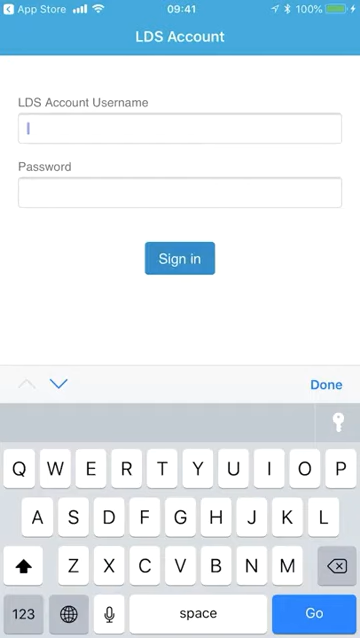 App Store 09:41 100%
LDS Account
LDS Account Username
Password
Sign in
Done
Q W E R T Y U I O P
A S D F G H J K L
Z X C V B N M
123 space Go